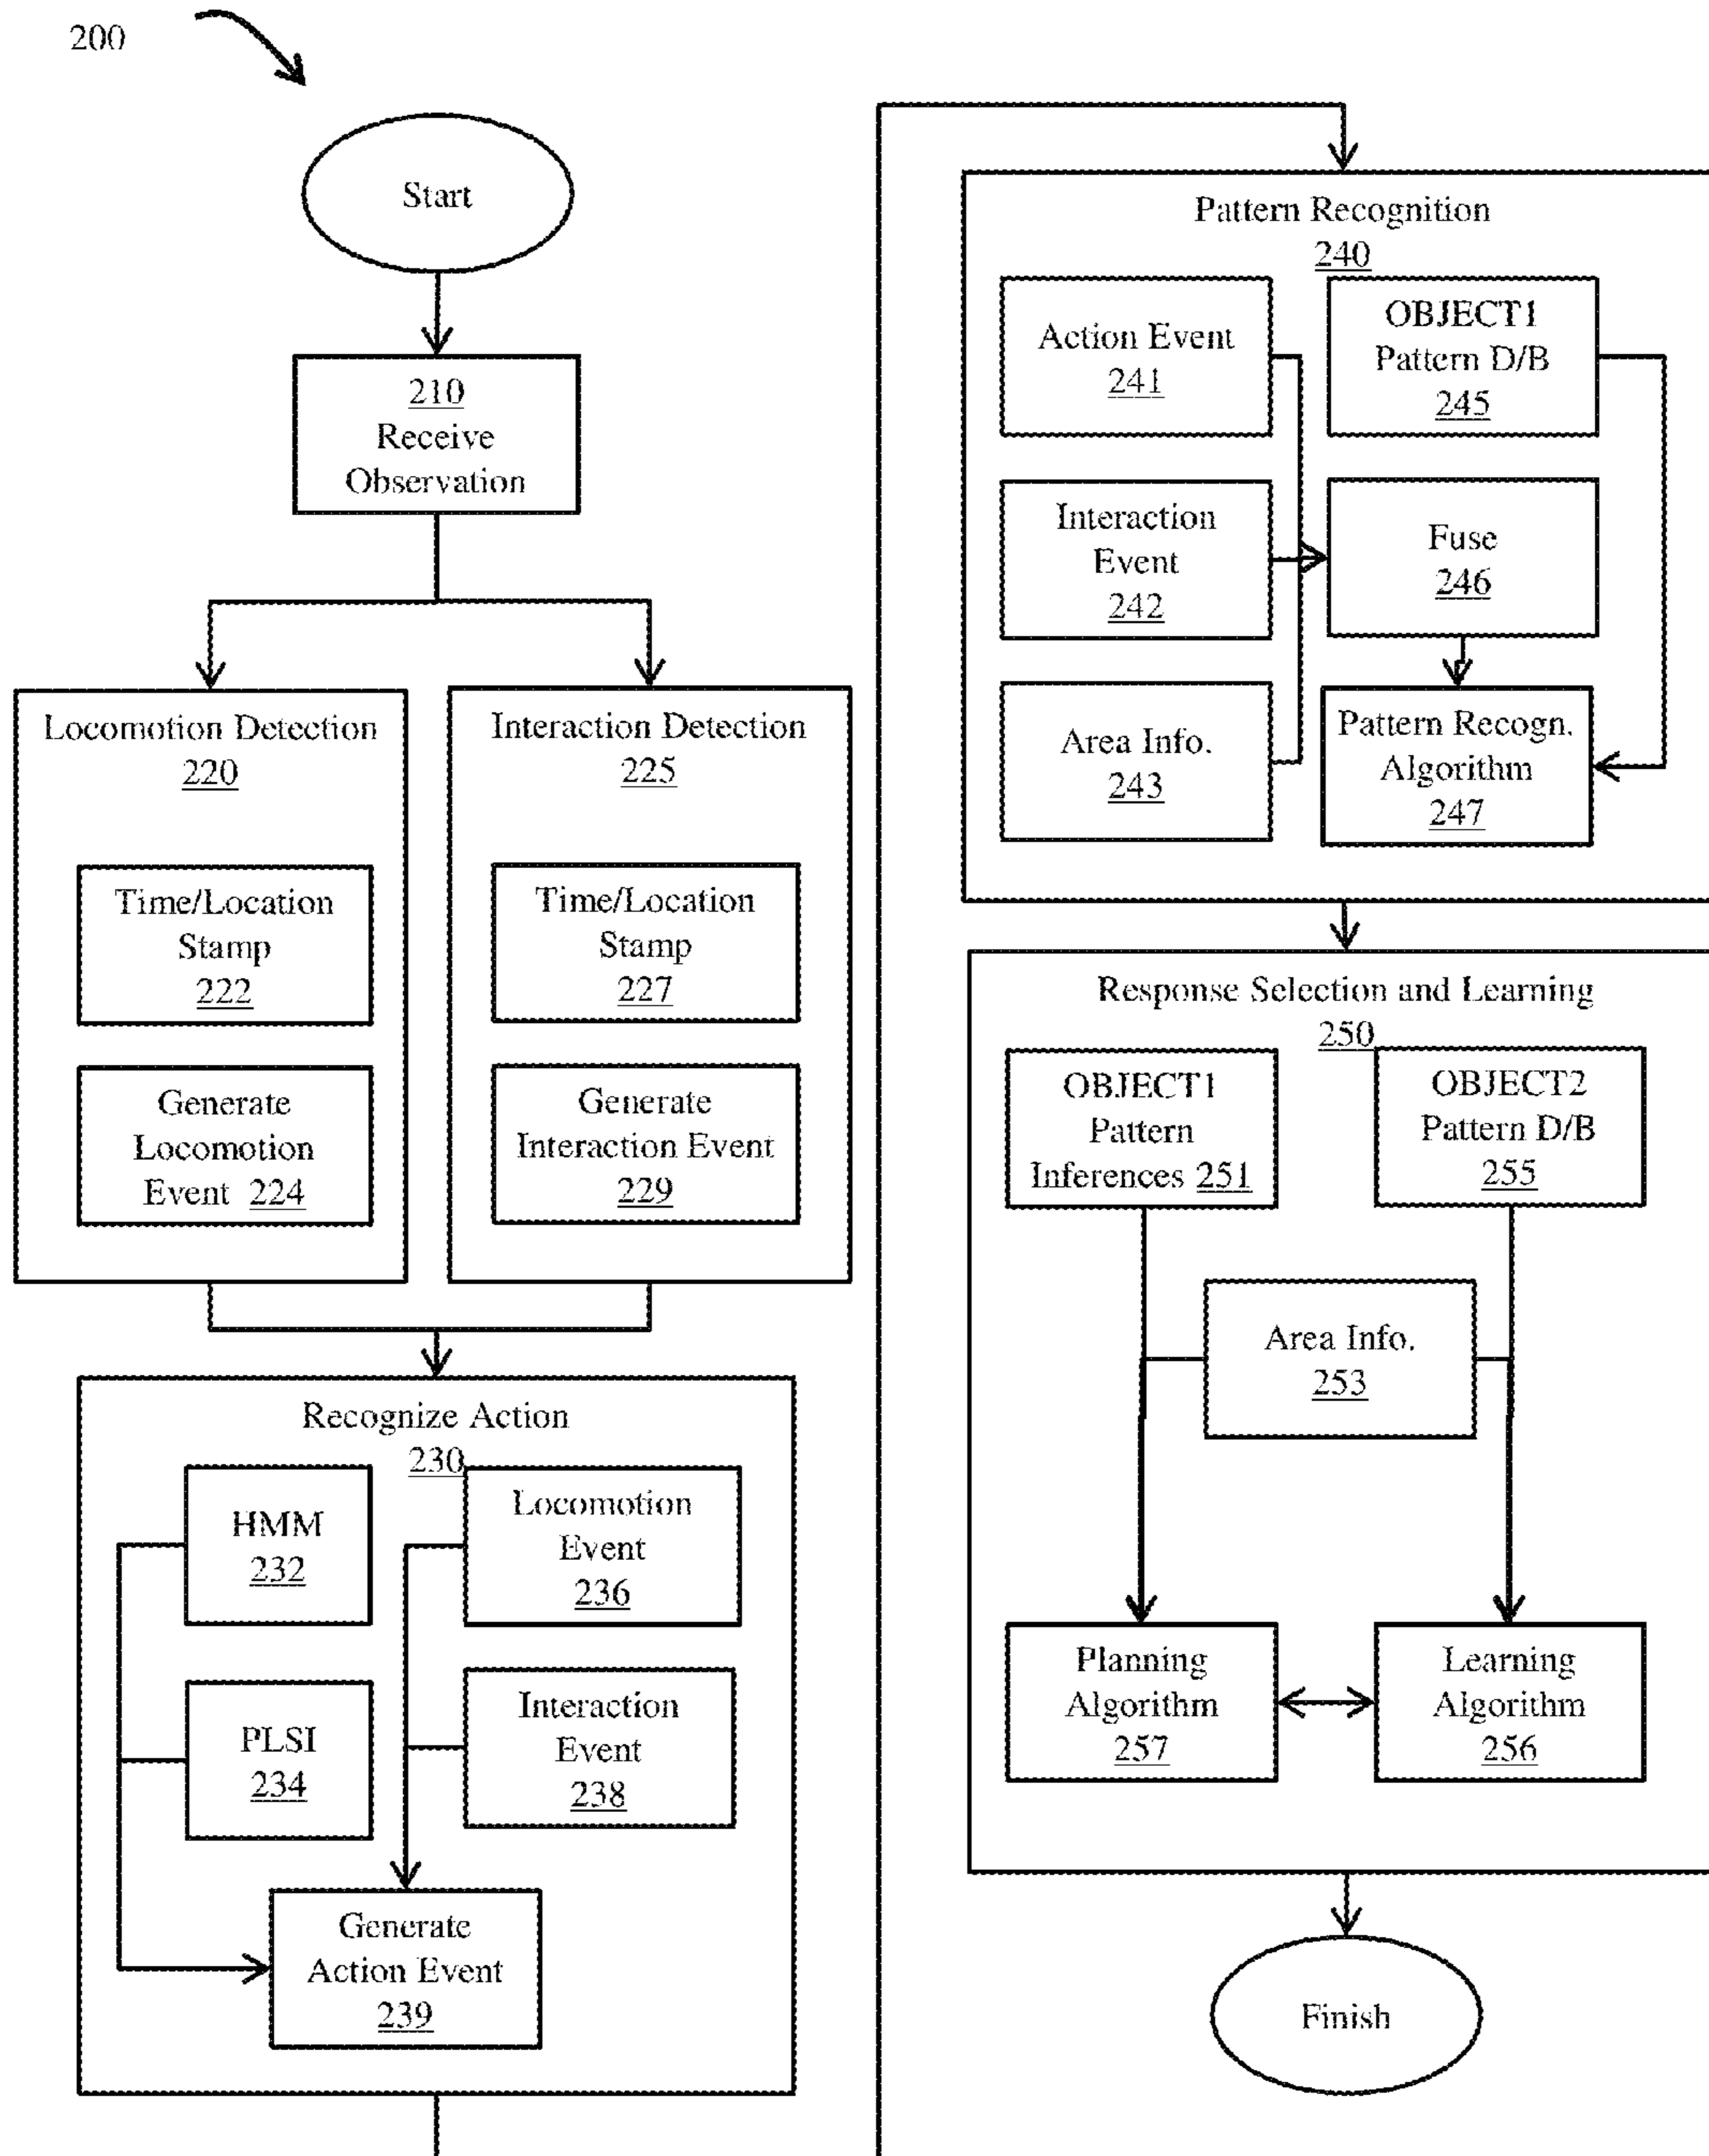 200
Start
210
Receive
Observation
Locomotion Detection
220
Time/Location
Stamp
222
Generate
Locomotion
Event 224
Interaction Detection
225
Time/Location
Stamp
227
Generate
Interaction Event
229
Recognize Action
230
HMM
232
Locomotion
Event
236
PLSI
234
Interaction
Event
238
Generate
Action Event
239
Pattern Recognition
240
Action Event
241
OBJECT1
Pattern D/B
245
Interaction
Event
242
Fuse
246
Area Info.
243
Pattern Recogn.
Algorithm
247
Response Selection and Learning
250
OBJECT1
Pattern
Inferences 251
OBJECT2
Pattern D/B
255
Area Info.
253
Planning
Algorithm
257
Learning
Algorithm
256
Finish